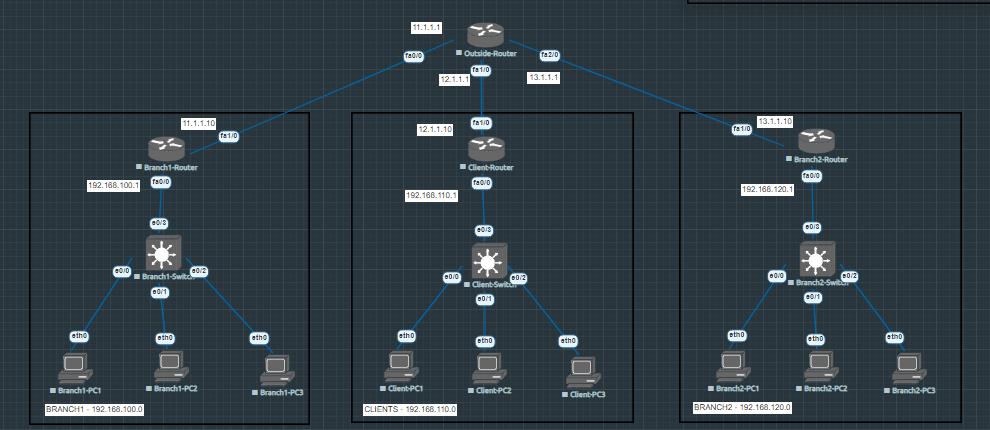 11.1.1.1
Outside-Router
fa0/0
fa1/0
fa2/0
12.1.1.1
13.1.1.1
11.1.1.10
fa1/0
12.1.1.10
fa1/0
13.1.1.10
fa1/0
Branch1-Router
Client-Router
Branch2-Router
192.168.100.1
fa0/0
192.168.110.1
fa0/0
192.168.120.1
fa0/0
e0/3
e0/3
e0/3
e0/0
Branch1-Switch
e0/2
e0/1
e0/0
Client-Switch
e0/2
e0/1
e0/0
Branch2-Switch
e0/2
e0/1
eth0
eth0
eth0
eth0
eth0
eth0
eth0
eth0
eth0
Branch1-PC1
Branch1-PC2
Branch1-PC3
Client-PC1
Client-PC2
Client-PC3
Branch2-PC1
Branch2-PC2
Branch2-PC3
BRANCH1 - 192.168.100.0
CLIENTS - 192.168.110.0
BRANCH2 - 192.168.120.0